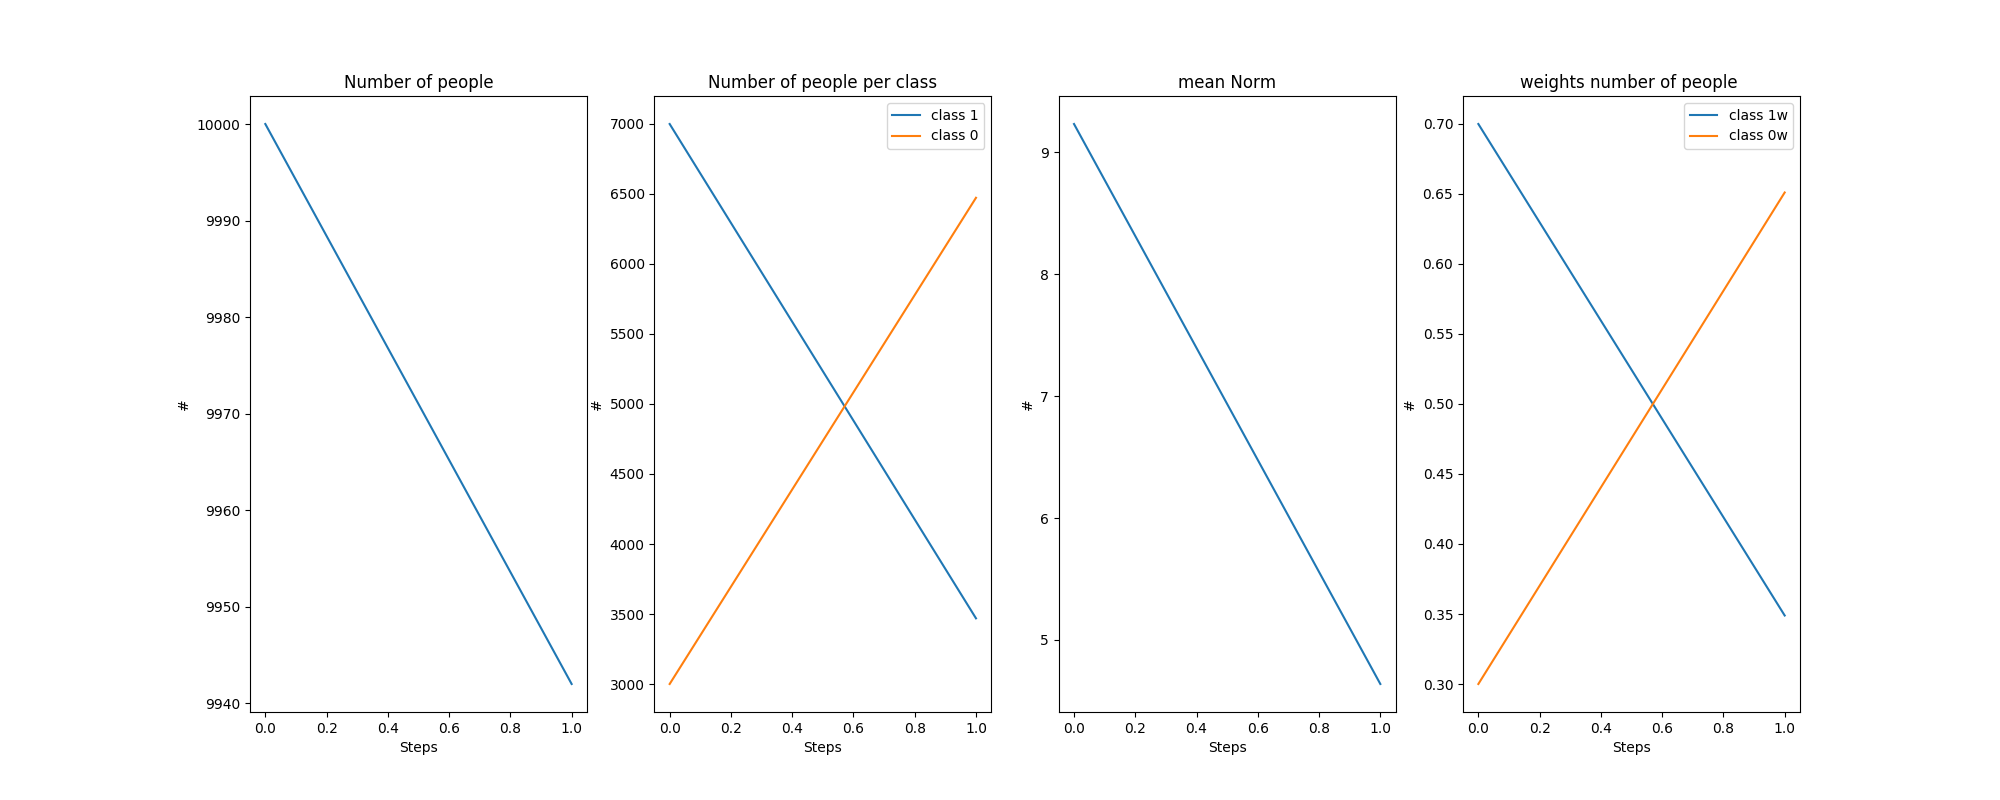 Number of people
10000
9990
9980
9970
9960
9950
9940
#
0.0 0.2 0.4 0.6 0.8 1.0
Steps
Number of people per class
class 1
class 0
7000
6500
6000
5500
5000
4500
4000
3500
3000
#
0.0 0.2 0.4 0.6 0.8 1.0
Steps
mean Norm
9
8
7
6
5
#
0.0 0.2 0.4 0.6 0.8 1.0
Steps
weights number of people
class 1w
class 0w
0.70
0.65
0.60
0.55
0.50
0.45
0.40
0.35
0.30
#
0.0 0.2 0.4 0.6 0.8 1.0
Steps